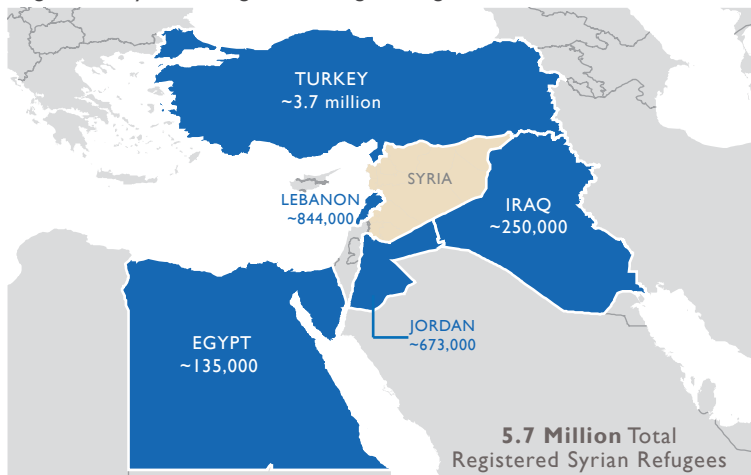 TURKEY
~3.7 million
SYRIA
LEBANON
~844,000
IRAQ
~250,000
JORDAN
~673,000
EGYPT
~135,000
5.7 Million Total
Registered Syrian Refugees